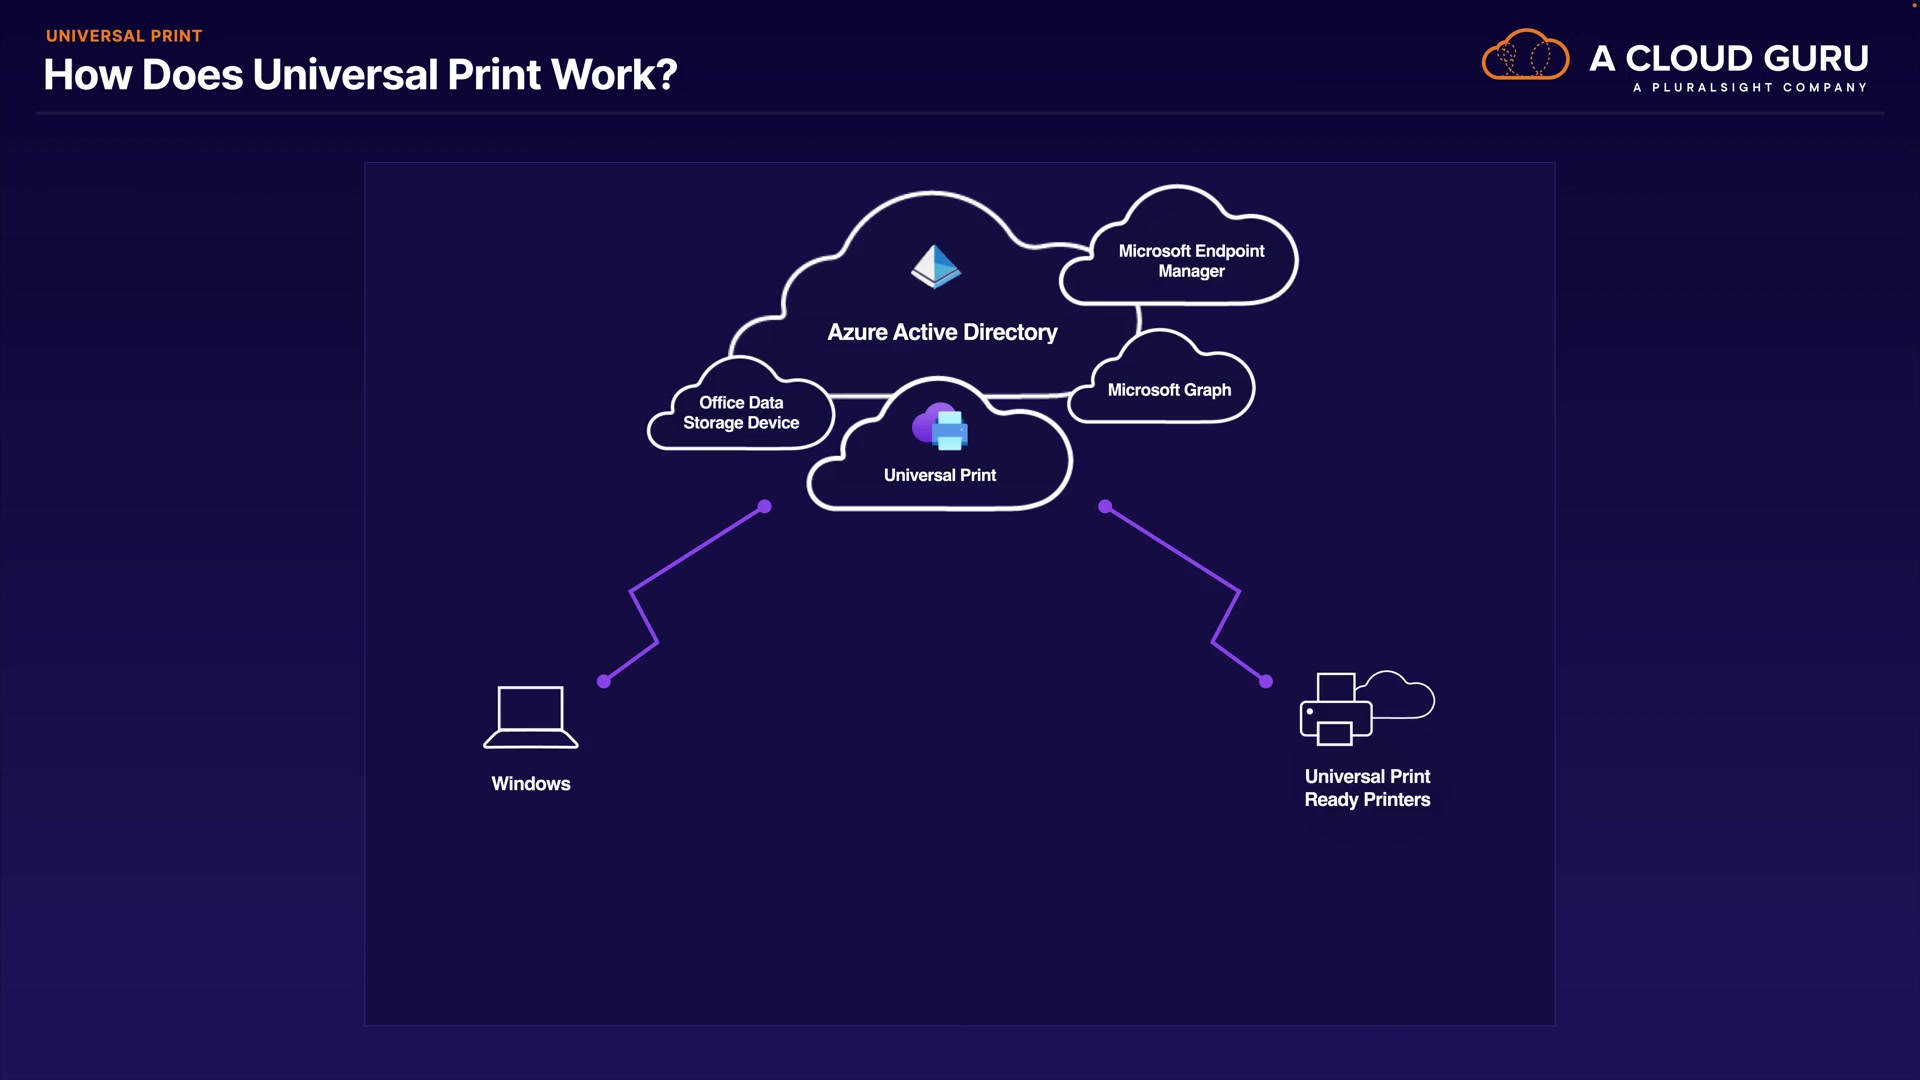 UNIVERSAL PRINT
How Does Universal Print Work?
A CLOUD GURU
A PLURALSIGHT COMPANY
Microsoft Endpoint
Manager
Azure Active Directory
Microsoft Graph
Office Data
Storage Device
Universal Print
Windows
Universal Print
Ready Printers